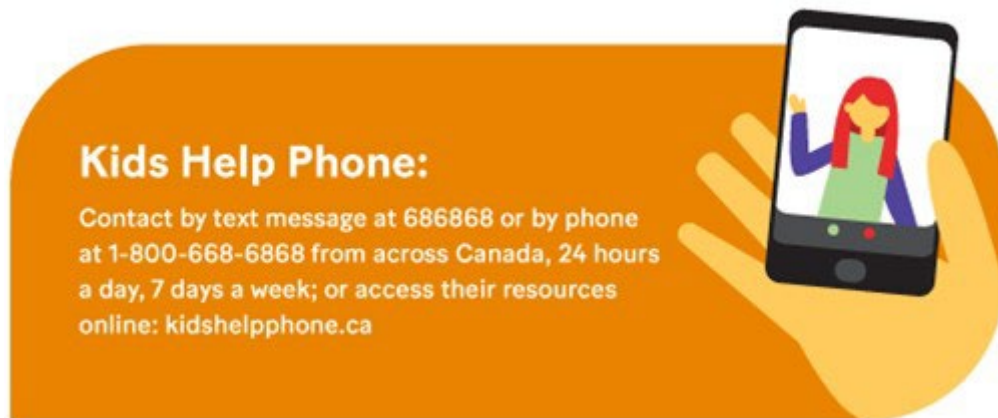 Kids Help Phone:
Contact by text message at 686868 or by phone
at 1-800-668-6868 from across Canada, 24 hours
a day, 7 days a week; or access their resources
online: kidshelpphone.ca